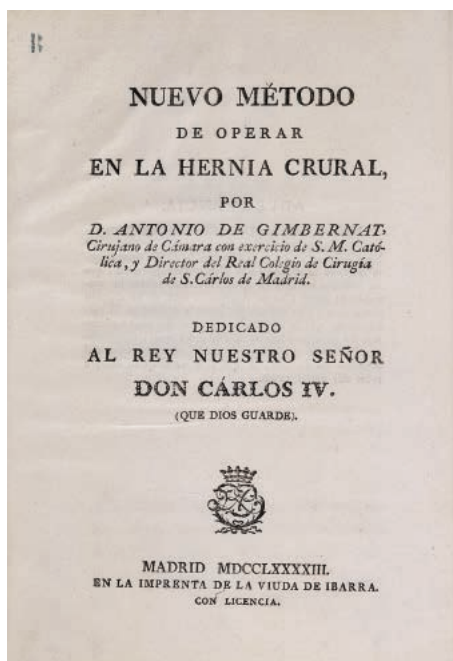 NUEVO MÉTODO
DE OPERAR
EN LA HERNIA CRURAL,
POR
D. ANTONIO DE GIMBERNAT,
Cirujano de Cámara con exercicio de S. M. Cató-
lica, y Director del Real Colegio de Cirugía
de S. Cárlos de Madrid.
DEDICADO
AL REY NUESTRO SEÑOR
DON CÁRLOS IV.
(QUE DIOS GUARDE).
MADRID MDCCLXXXXIII.
EN LA IMPRENTA DE LA VIUDA DE IBARRA.
CON LICENCIA.